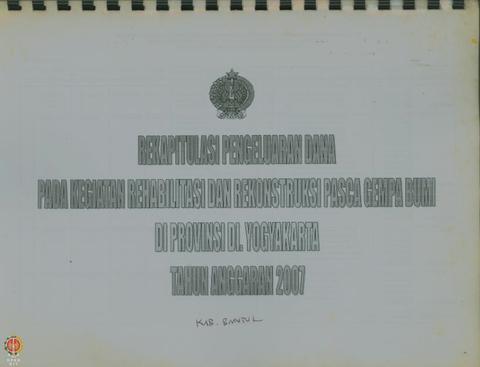 REKAPITULASI PENGELUARAN DANA
PADA KEGIATAN REHABILITASI DAN REKONSTRUKSI PASCA GEMPA BUMI
DI PROVINSI DI. YOGYAKARTA
TAHUN ANGGARAN 2007
KAB. BANTUL